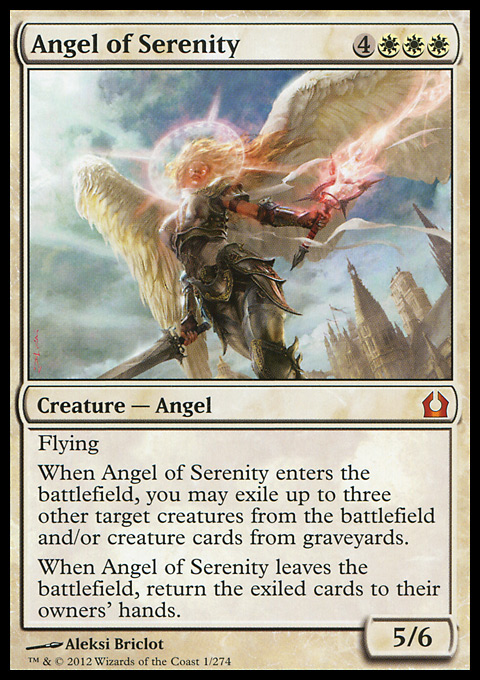 Angel of Serenity 4
Creature — Angel
Flying
When Angel of Serenity enters the
battlefield, you may exile up to three
other target creatures from the battlefield
and/or creature cards from graveyards.
When Angel of Serenity leaves the
battlefield, return the exiled cards to their
owners' hands.
5/6
Aleksi Briclot
™ & © 2012 Wizards of the Coast 1/274